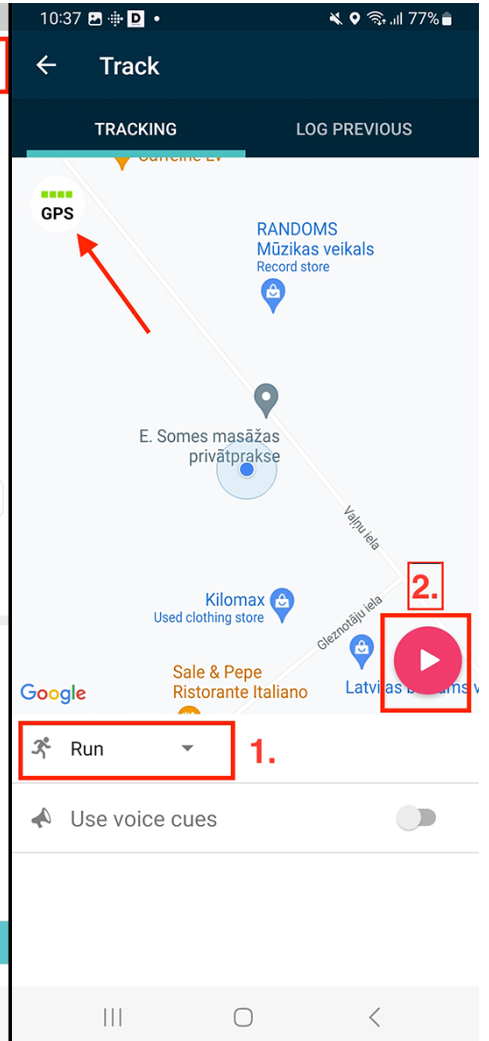 10:37 D
77%
Track
TRACKING
LOG PREVIOUS
GPS
RANDOMS
Mūzikas veikals
Record store
E. Somes masāžas
privātprakse
Vaļņu iela
2.
Kilomax
Used clothing store
Gleznotāju iela
Sale & Pepe
Ristorante Italiano
Google
Run
1.
Use voice cues